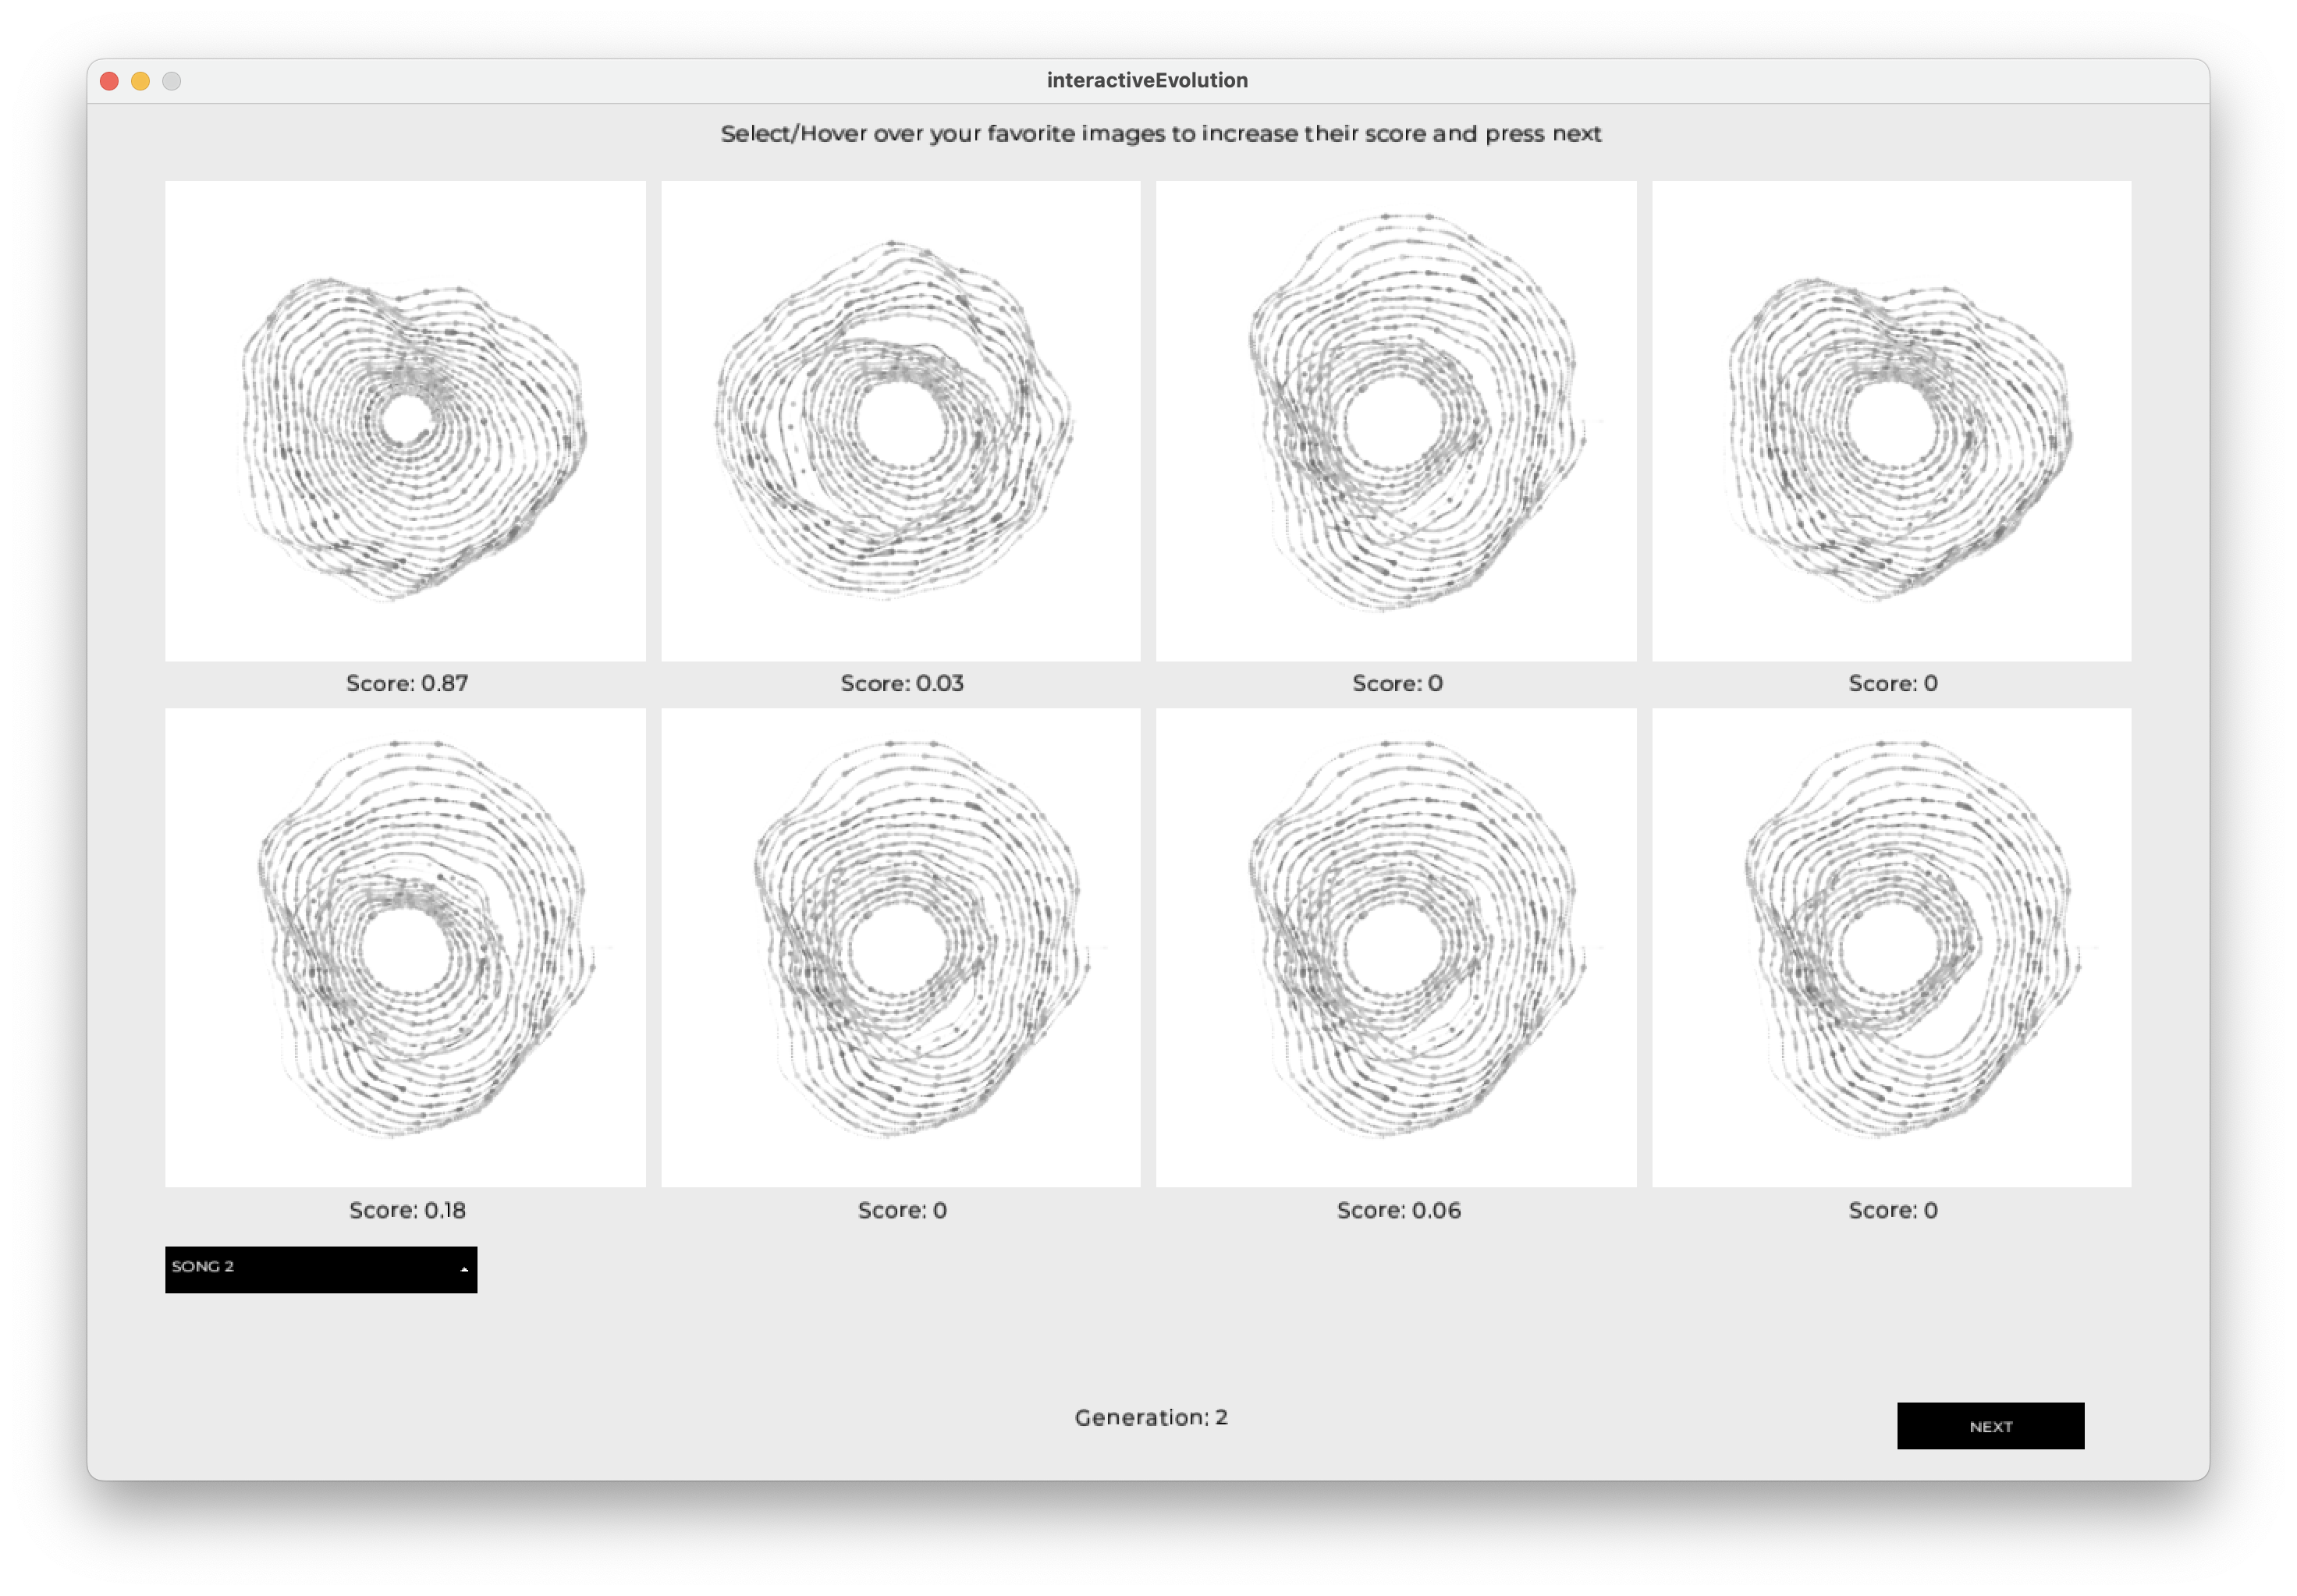 interactiveEvolution
Select/Hover over your favorite images to increase their score and press next
Score: 0.87
Score: 0.03
Score: 0
Score: 0
Score: 0.18
Score: 0
Score: 0.06
Score: 0
SONG 2
Generation: 2
NEXT